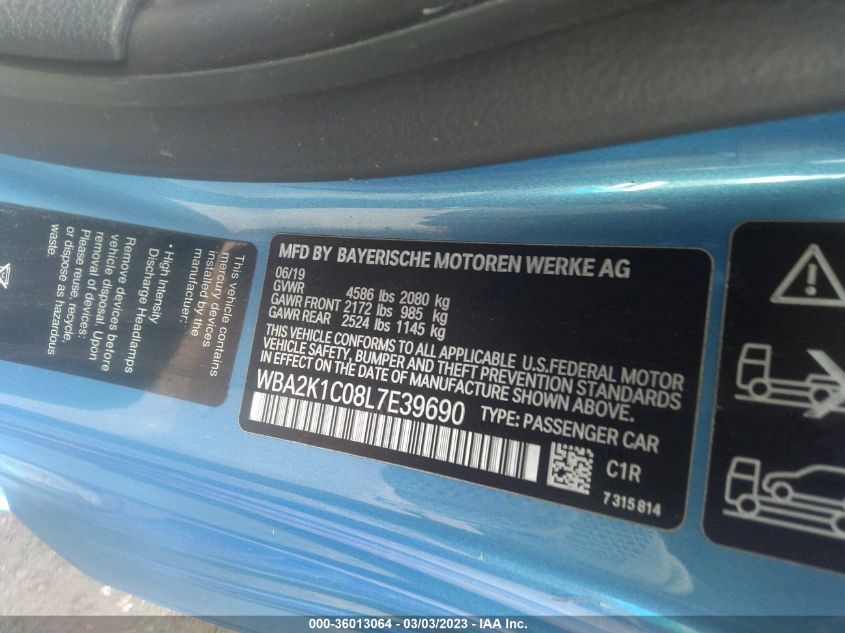 This vehicle contains
mercury devices
installed by the
manufacturer:
• High Intensity
Discharge Headlamps
Remove devices before
vehicle disposal. Upon
removal of devices:
Please reuse, recycle,
or dispose as hazardous
waste.
MFD BY BAYERISCHE MOTOREN WERKE AG
06/19
GVWR 4586 lbs 2080 kg
GAWR FRONT 2172 lbs 985 kg
GAWR REAR 2524 lbs 1145 kg
THIS VEHICLE CONFORMS TO ALL APPLICABLE U.S.FEDERAL MOTOR
VEHICLE SAFETY, BUMPER AND THEFT PREVENTION STANDARDS
IN EFFECT ON THE DATE OF MANUFACTURE SHOWN ABOVE.
WBA2K1C08L7E39690 TYPE: PASSENGER CAR
C1R
7 315 814
000-36013064 - 03/03/2023 - IAA Inc.